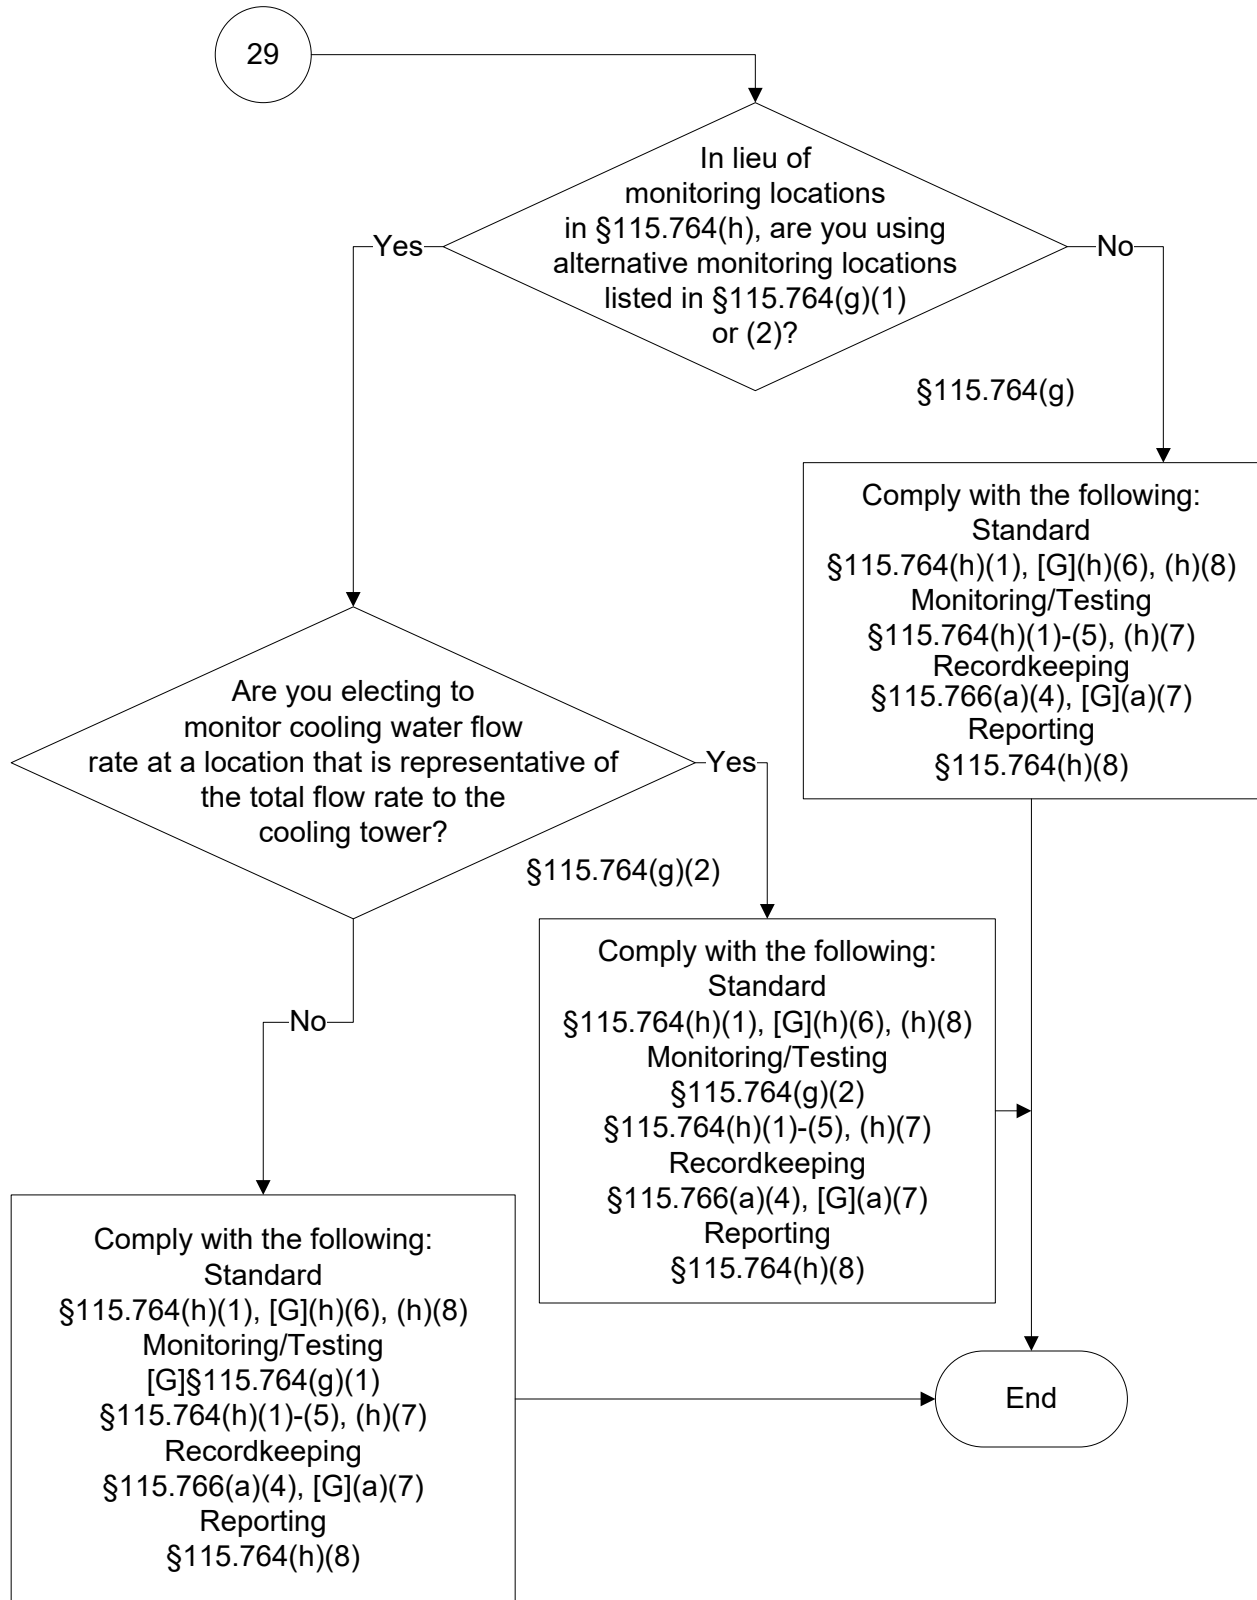 29
In lieu of
monitoring locations
in §115.764(h), are you using
alternative monitoring locations
listed in §115.764(g)(1)
or (2)?
Yes
No
§115.764(g)
Comply with the following:
Standard
§115.764(h)(1), [G](h)(6), (h)(8)
Monitoring/Testing
§115.764(h)(1)-(5), (h)(7)
Recordkeeping
§115.766(a)(4), [G](a)(7)
Reporting
§115.764(h)(8)
Are you electing to
monitor cooling water flow
rate at a location that is representative of
the total flow rate to the
cooling tower?
Yes
§115.764(g)(2)
Comply with the following:
Standard
§115.764(h)(1), [G](h)(6), (h)(8)
Monitoring/Testing
§115.764(g)(2)
§115.764(h)(1)-(5), (h)(7)
Recordkeeping
§115.766(a)(4), [G](a)(7)
Reporting
§115.764(h)(8)
No
Comply with the following:
Standard
§115.764(h)(1), [G](h)(6), (h)(8)
Monitoring/Testing
[G]§115.764(g)(1)
§115.764(h)(1)-(5), (h)(7)
Recordkeeping
§115.766(a)(4), [G](a)(7)
Reporting
§115.764(h)(8)
End